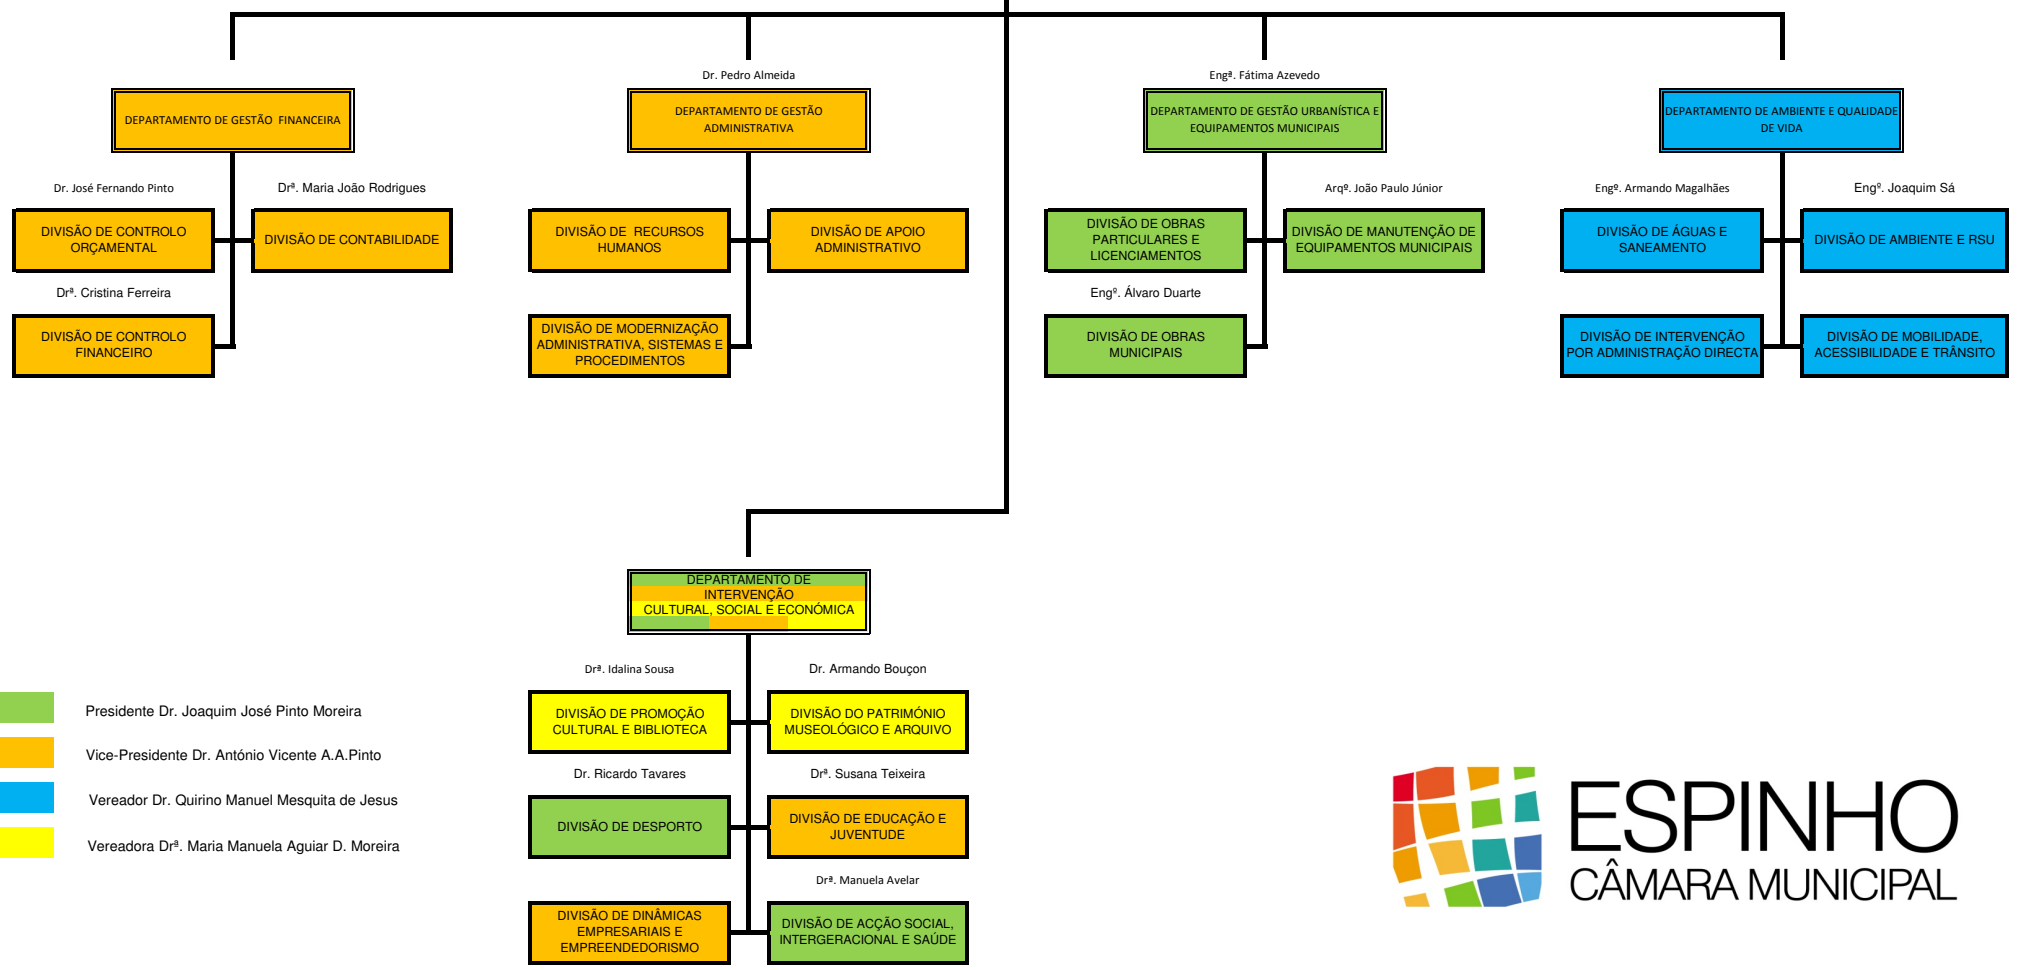 Dr. Pedro Almeida
Engª. Fátima Azevedo
DEPARTAMENTO DE GESTÃO  FINANCEIRA
DEPARTAMENTO DE GESTÃO
ADMINISTRATIVA
DEPARTAMENTO DE GESTÃO URBANÍSTICA E
EQUIPAMENTOS MUNICIPAIS
DEPARTAMENTO DE AMBIENTE E QUALIDADE
DE VIDA
Dr. José Fernando Pinto
Drª. Maria João Rodrigues
Arqº. João Paulo Júnior
Engº. Armando Magalhães
Engº. Joaquim Sá
DIVISÃO DE CONTROLO
ORÇAMENTAL
DIVISÃO DE CONTABILIDADE
DIVISÃO DE  RECURSOS
HUMANOS
DIVISÃO DE APOIO
ADMINISTRATIVO
DIVISÃO DE OBRAS
PARTICULARES E
LICENCIAMENTOS
DIVISÃO DE MANUTENÇÃO DE
EQUIPAMENTOS MUNICIPAIS
DIVISÃO DE ÁGUAS E
SANEAMENTO
DIVISÃO DE AMBIENTE E RSU
Drª. Cristina Ferreira
Engº. Álvaro Duarte
DIVISÃO DE CONTROLO
FINANCEIRO
DIVISÃO DE MODERNIZAÇÃO
ADMINISTRATIVA, SISTEMAS E
PROCEDIMENTOS
DIVISÃO DE OBRAS
MUNICIPAIS
DIVISÃO DE INTERVENÇÃO
POR ADMINISTRAÇÃO DIRECTA
DIVISÃO DE MOBILIDADE,
ACESSIBILIDADE E TRÂNSITO
DEPARTAMENTO DE
INTERVENÇÃO
CULTURAL, SOCIAL E ECONÓMICA
Drª. Idalina Sousa
Dr. Armando Bouçon
DIVISÃO DE PROMOÇÃO
CULTURAL E BIBLIOTECA
DIVISÃO DO PATRIMÓNIO
MUSEOLÓGICO E ARQUIVO
Dr. Ricardo Tavares
Drª. Susana Teixeira
DIVISÃO DE DESPORTO
DIVISÃO DE EDUCAÇÃO E
JUVENTUDE
Drª. Manuela Avelar
DIVISÃO DE DINÂMICAS
EMPRESARIAIS E
EMPREENDEDORISMO
DIVISÃO DE ACÇÃO SOCIAL,
INTERGERACIONAL E SAÚDE
Presidente Dr. Joaquim José Pinto Moreira
Vice-Presidente Dr. António Vicente A.A.Pinto
Vereador Dr. Quirino Manuel Mesquita de Jesus
Vereadora Drª. Maria Manuela Aguiar D. Moreira
ESPINHO
CÂMARA MUNICIPAL